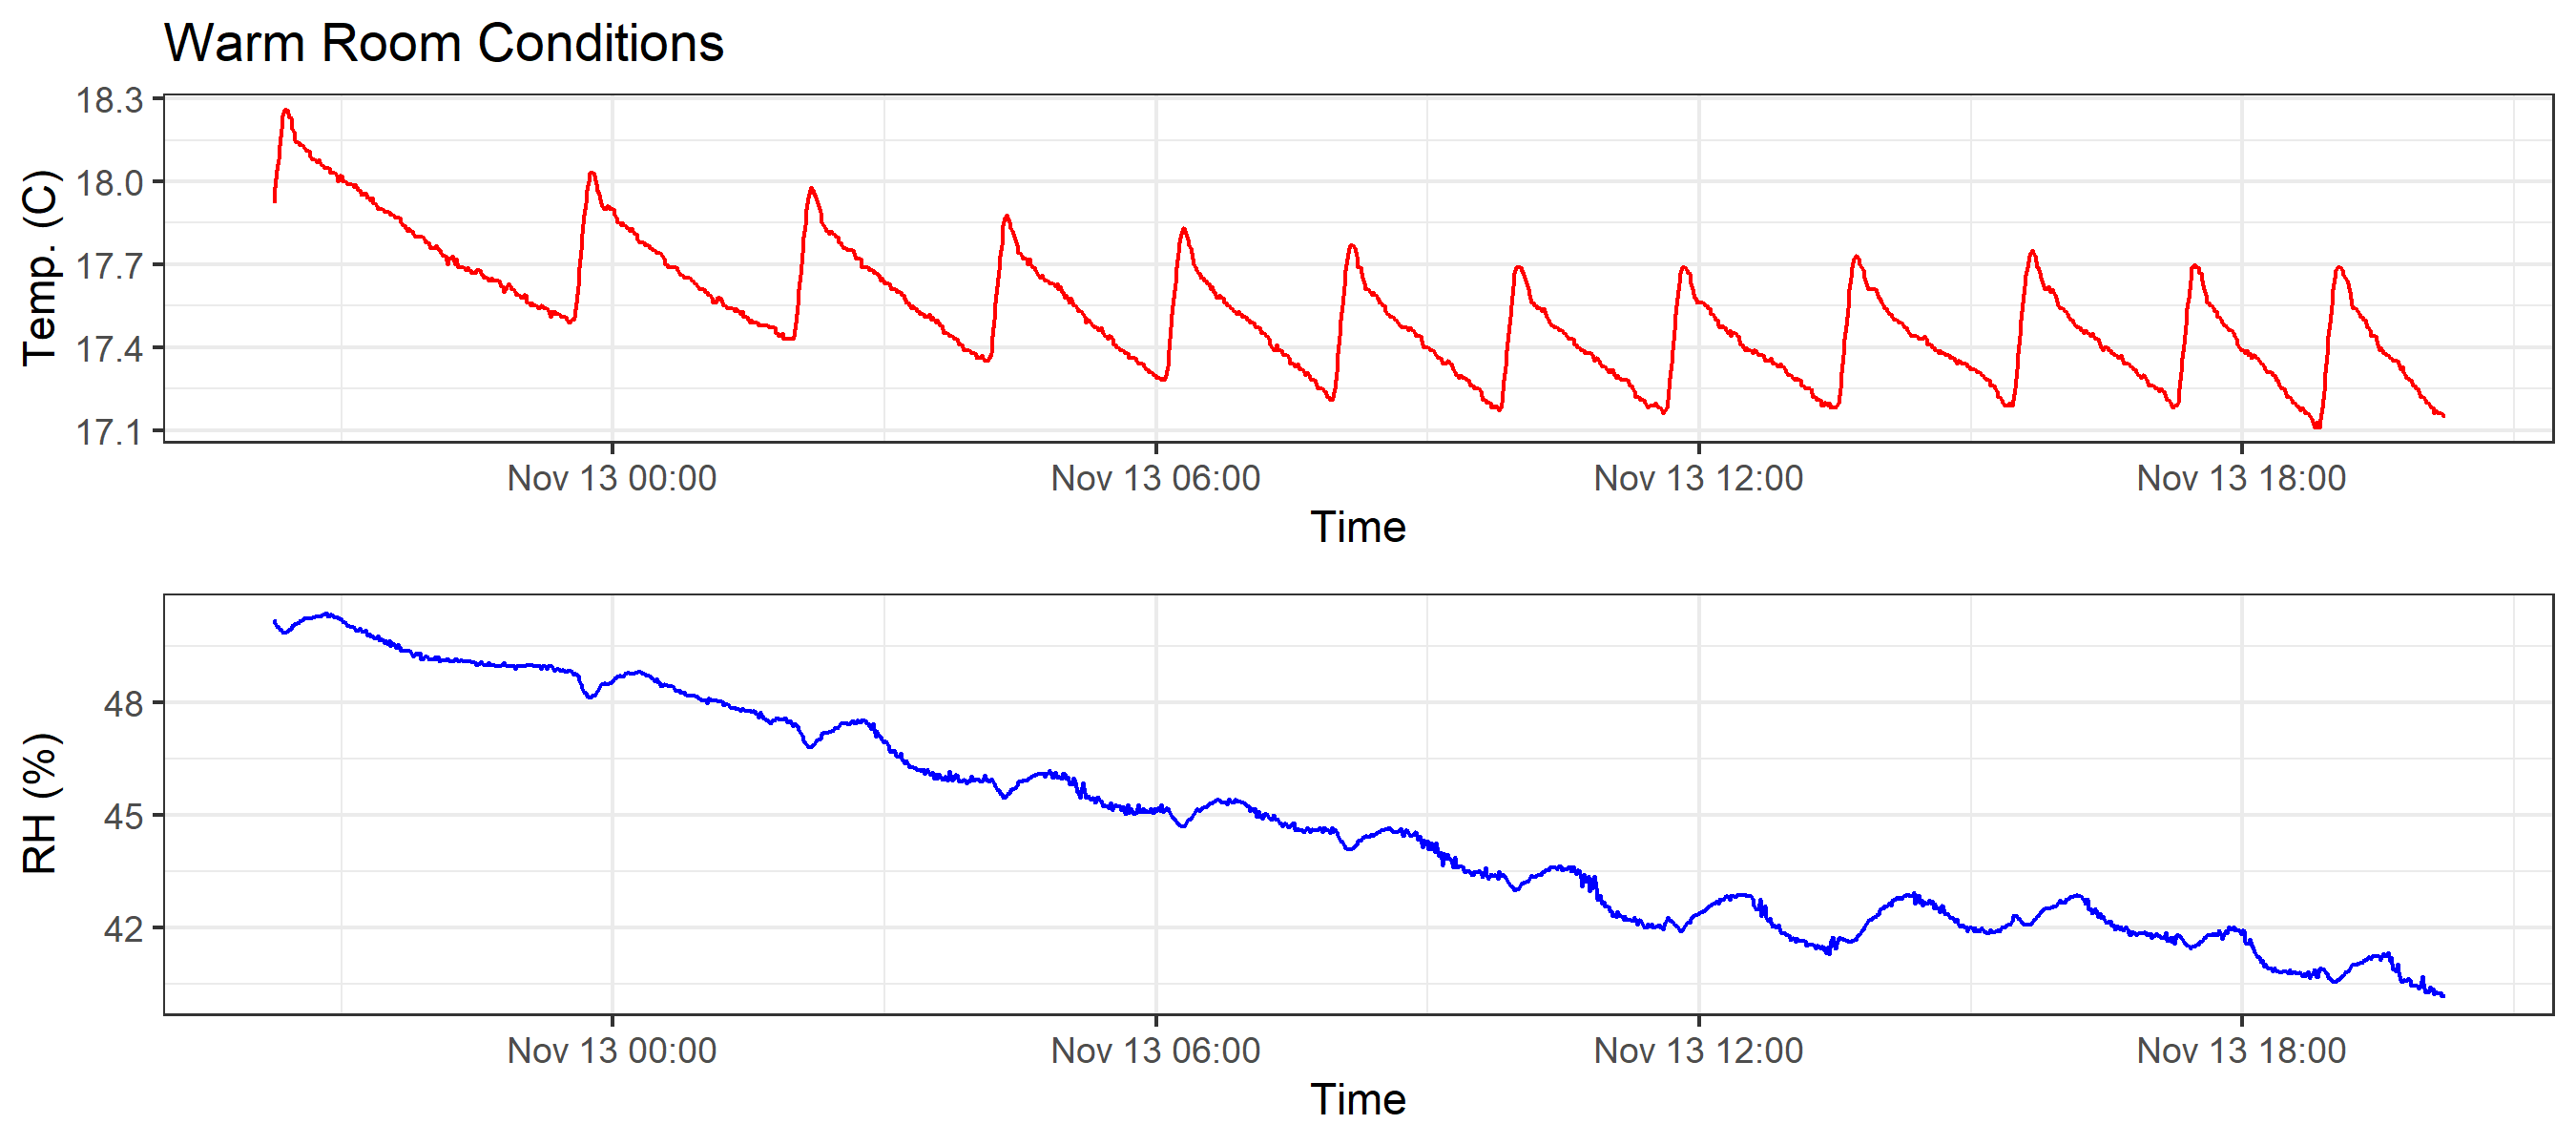 Warm Room Conditions
Temp. (C)
18.3
18.0
17.7
17.4
17.1
Nov 13 00:00 Nov 13 06:00 Nov 13 12:00 Nov 13 18:00
Time
RH (%)
48
45
42
Nov 13 00:00 Nov 13 06:00 Nov 13 12:00 Nov 13 18:00
Time